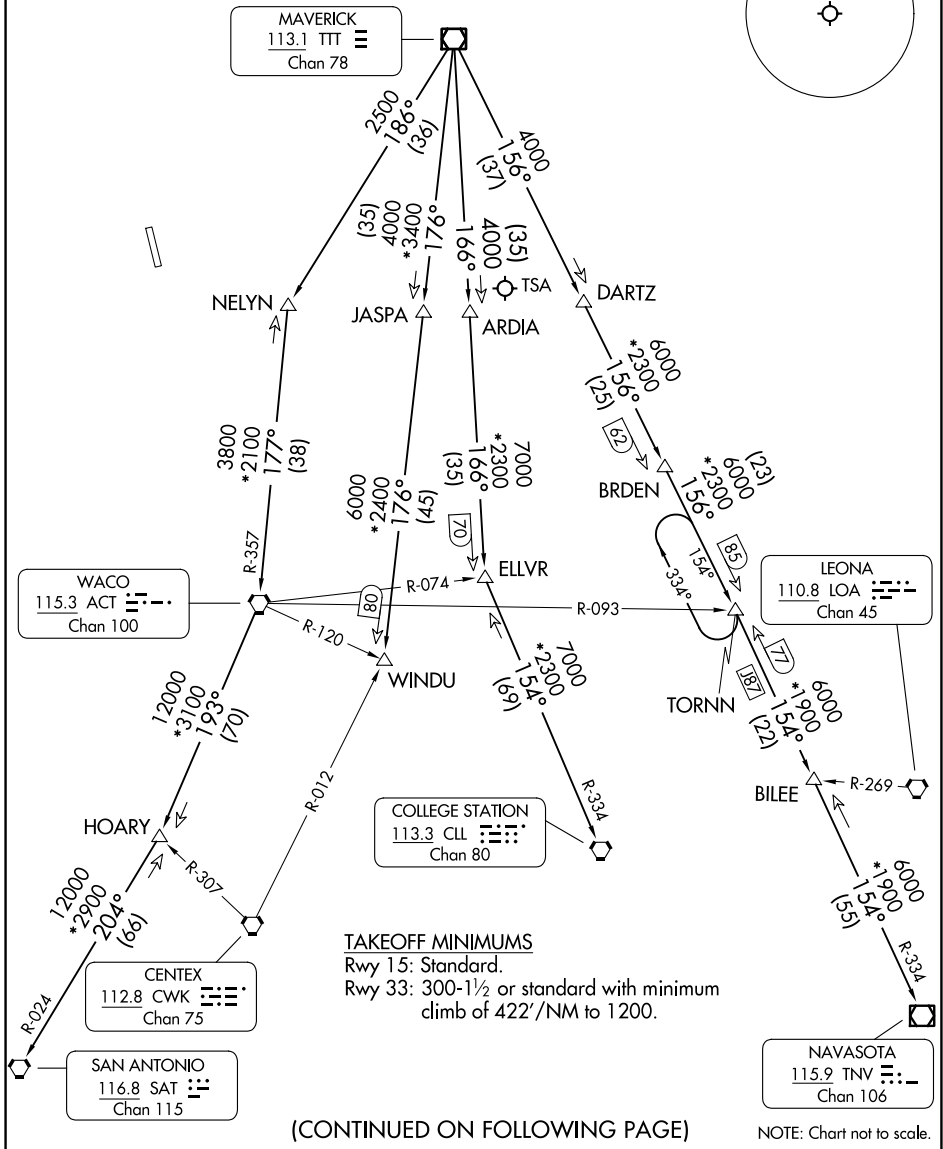 MAVERICK
113.1 TTT
Chan 78
2500
186°
(36)
(35)
4000
*3400
176°
(35)
4000
166°
4000
156°
(37)
TSA
NELYN
JASPA
ARDIA
DARTZ
3800
*2100
177°
(38)
6000
*2400
176°
(45)
7000
*2300
166°
(35)
6000
*2300
156°
(25)
62
BRDEN
(23)
6000
*2300
156°
70
85
154°
334°
R-357
WACO
115.3 ACT
Chan 100
R-074
ELLVR
80
R-093
R-120
LEONA
110.8 LOA
Chan 45
WINDU
TORNN
77
J87
12000
*3100
193°
(70)
7000
*2300
154°
(69)
6000
*1900
154°
(22)
R-012
BILEE
R-269
HOARY
COLLEGE STATION
113.3 CLL
Chan 80
R-334
R-307
12000
*2900
204°
(66)
6000
*1900
154°
(55)
R-334
CENTEX
112.8 CWK
Chan 75
TAKEOFF MINIMUMS
Rwy 15: Standard.
Rwy 33: 300-1½ or standard with minimum
climb of 422'/NM to 1200.
R-024
SAN ANTONIO
116.8 SAT
Chan 115
NAVASOTA
115.9 TNV
Chan 106
(CONTINUED ON FOLLOWING PAGE)
NOTE: Chart not to scale.